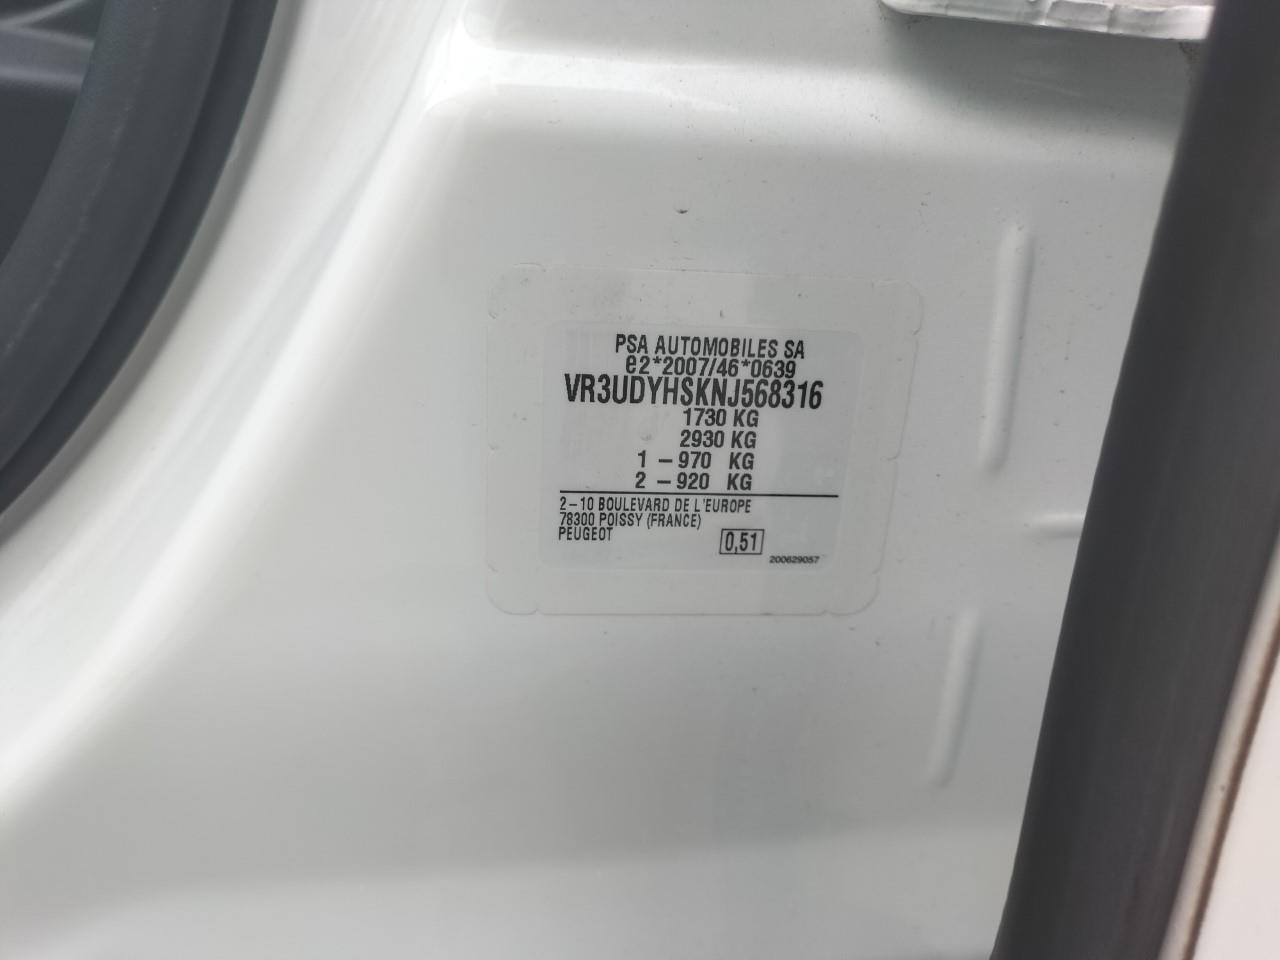 PSA AUTOMOBILES SA
e2*2007/46*0639
VR3UDYHSKNJ568316
1730 KG
2930 KG
1 – 970 KG
2 – 920 KG
2–10 BOULEVARD DE L'EUROPE
78300 POISSY (FRANCE)
PEUGEOT
0,51
200629057